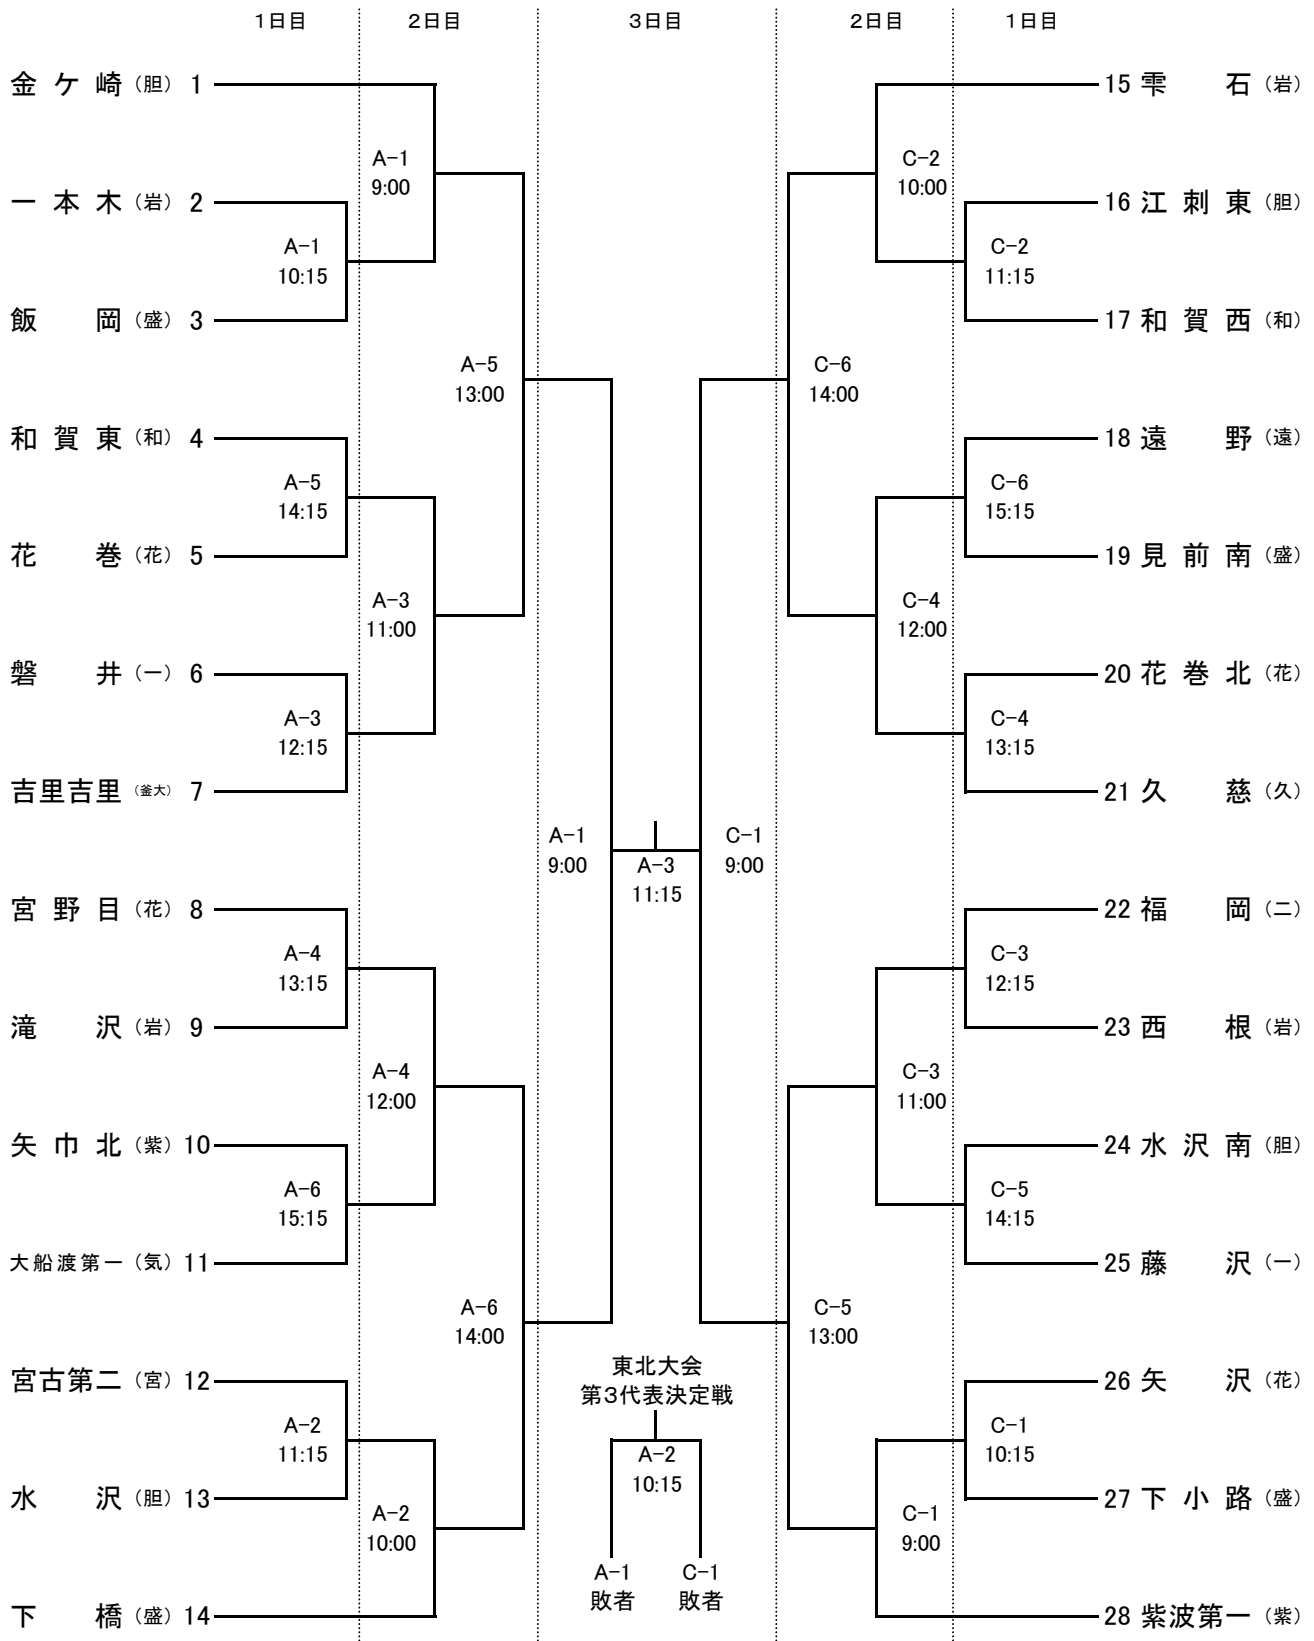 1日目 2日目 3日目 2日目 1日目
金ケ崎 (胆) 1
15 雫石 (岩)
A-1
9:00
C-2
10:00
一本木 (岩) 2
16 江刺東 (胆)
A-1
10:15
C-2
11:15
飯岡 (盛) 3
17 和賀西 (和)
A-5
13:00
C-6
14:00
和賀東 (和) 4
18 遠野 (遠)
A-5
14:15
C-6
15:15
花巻 (花) 5
19 見前南 (盛)
A-3
11:00
C-4
12:00
磐井 (一) 6
20 花巻北 (花)
A-3
12:15
C-4
13:15
吉里吉里 (釜大) 7
21 久慈 (久)
A-1
9:00
A-3
11:15
C-1
9:00
宮野目 (花) 8
22 福岡 (二)
A-4
13:15
C-3
12:15
滝沢 (岩) 9
23 西根 (岩)
A-4
12:00
C-3
11:00
矢巾北 (紫) 10
24 水沢南 (胆)
A-6
15:15
C-5
14:15
大船渡第一 (気) 11
25 藤沢 (一)
A-6
14:00
C-5
13:00
東北大会
第3代表決定戦
宮古第二 (宮) 12
26 矢沢 (花)
A-2
11:15
A-2
10:15
C-1
10:15
水沢 (胆) 13
27 下小路 (盛)
A-2
10:00
C-1
9:00
A-1
敗者
C-1
敗者
下橋 (盛) 14
28 紫波第一 (紫)